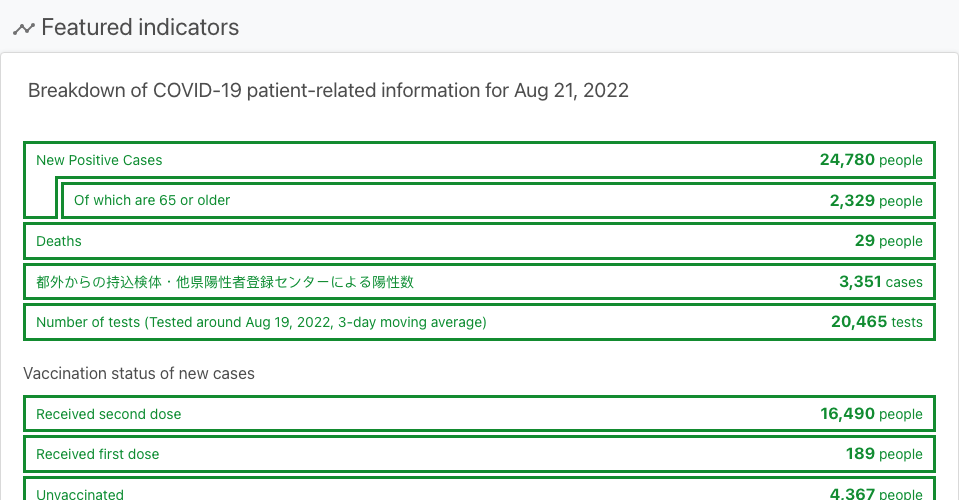 Featured indicators
Breakdown of COVID-19 patient-related information for Aug 21, 2022
New Positive Cases 24,780 people
Of which are 65 or older 2,329 people
Deaths 29 people
都外からの持込検体・他県陽性者登録センターによる陽性数 3,351 cases
Number of tests (Tested around Aug 19, 2022, 3-day moving average) 20,465 tests
Vaccination status of new cases
Received second dose 16,490 people
Received first dose 189 people
Unvaccinated 4,367 people